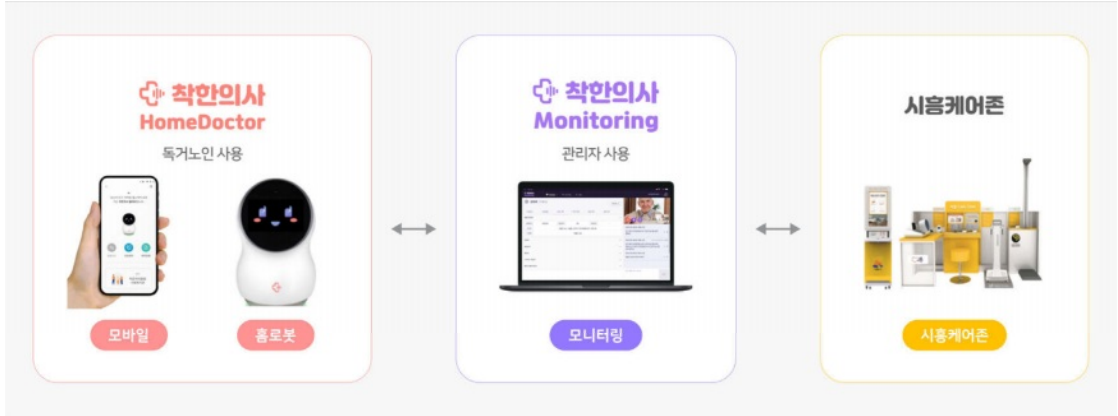 착한의사
HomeDoctor
독거노인 사용
모바일
홈로봇
착한의사
Monitoring
관리자 사용
모니터링
시흥케어존
시흥케어존